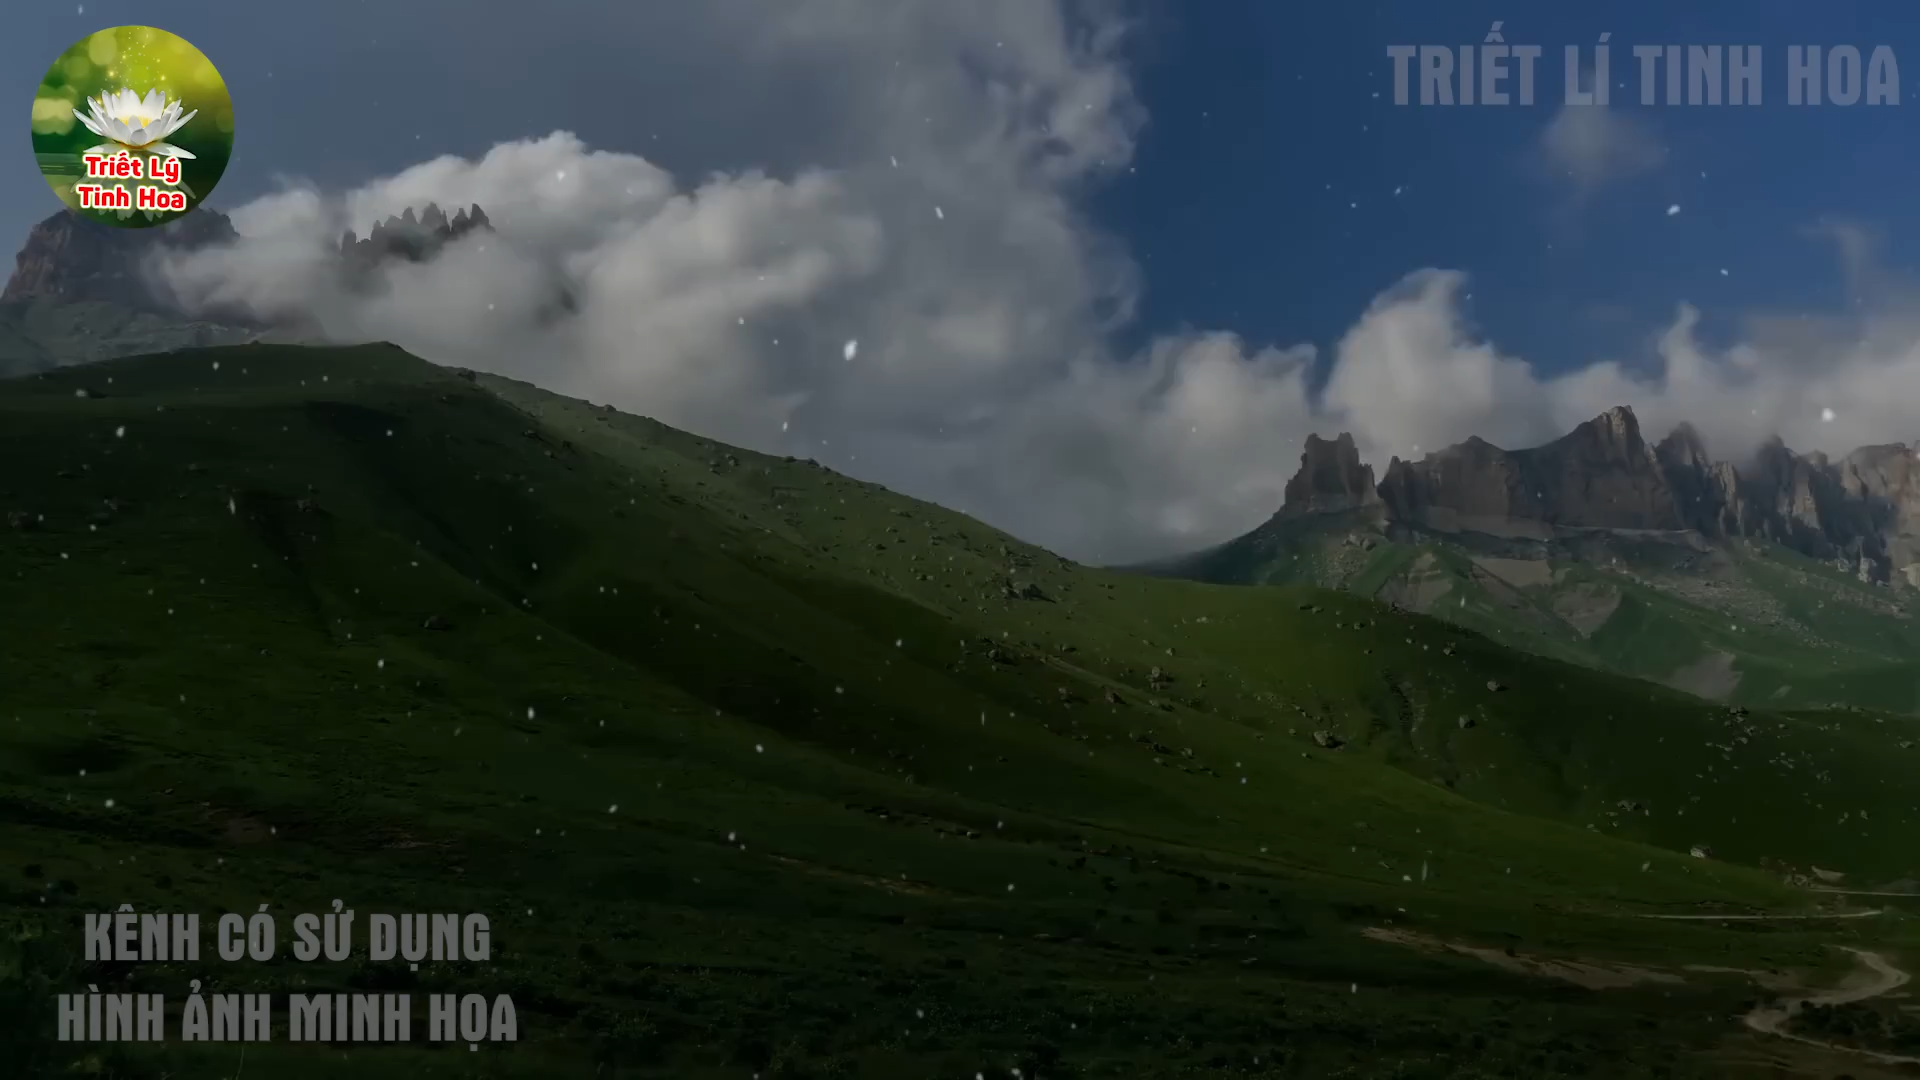 Triết Lý
Tinh Hoa
TRIẾT LÍ TINH HOA
KÊNH CÓ SỬ DỤNG
HÌNH ẢNH MINH HỌA